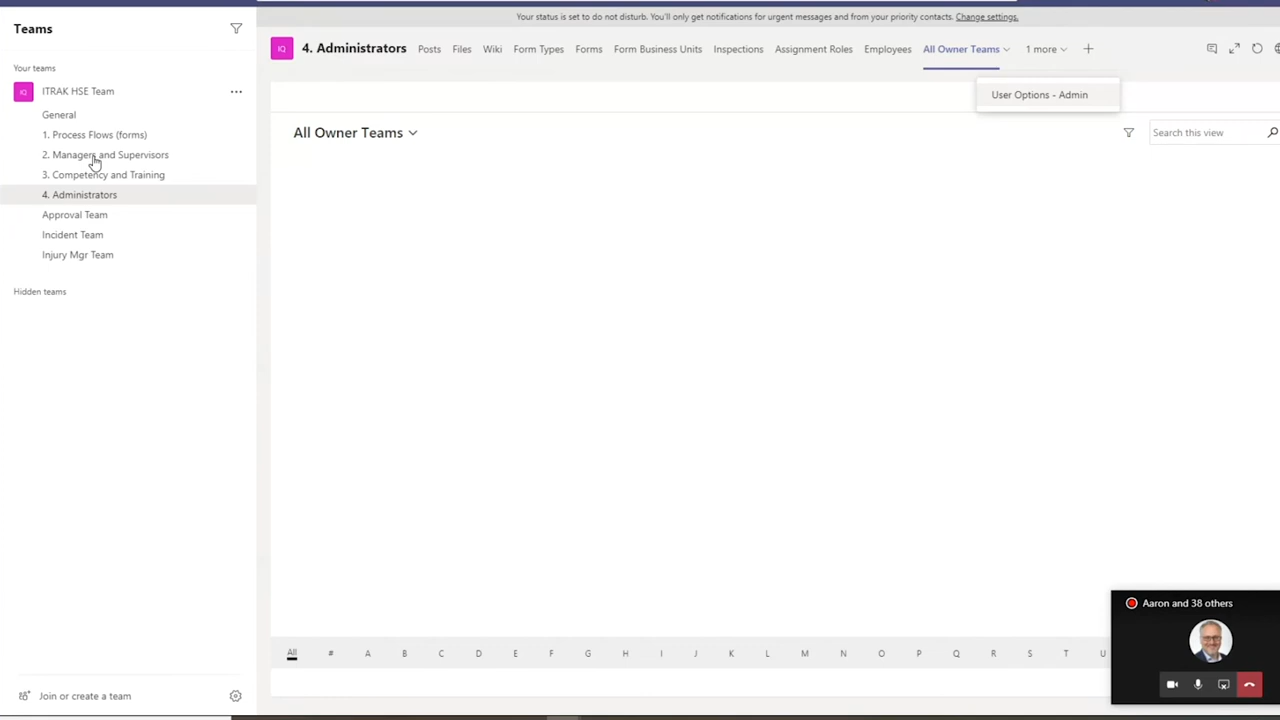 Your status is set to do not disturb. You'll only get notifications for urgent messages and from your priority contacts. Change settings.
Teams
IQ 4. Administrators Posts Files Wiki Form Types Forms Form Business Units Inspections Assignment Roles Employees All Owner Teams 1 more
Your teams
IQ ITRAK HSE Team
General
1. Process Flows (forms)
2. Managers and Supervisors
3. Competency and Training
4. Administrators
Approval Team
Incident Team
Injury Mgr Team
Hidden teams
User Options - Admin
All Owner Teams
Search this view
All # A B C D E F G H I J K L M N O P Q R S T U
Aaron and 38 others
Join or create a team